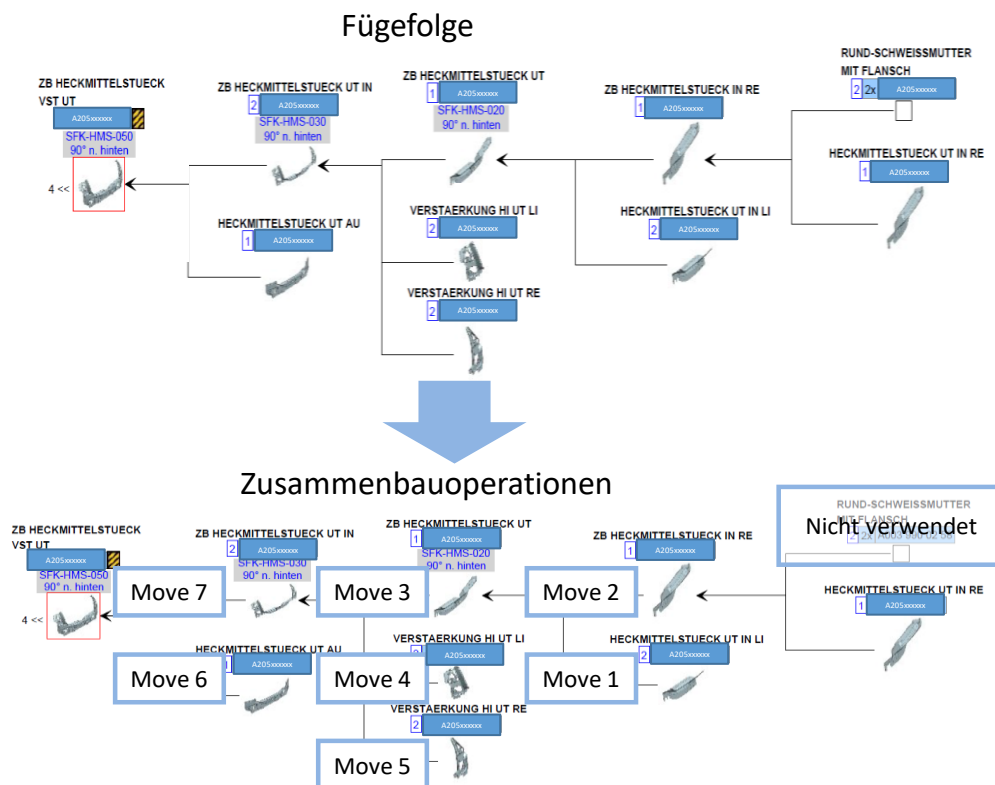 Fügefolge
ZB HECKMITTELSTUECK
VST UT
A205xxxxxx
SFK-HMS-050
90° n. hinten
4 <<
ZB HECKMITTELSTUECK UT IN
2 A205xxxxxx
SFK-HMS-030
90° n. hinten
HECKMITTELSTUECK UT AU
1 A205xxxxxx
ZB HECKMITTELSTUECK UT
1 A205xxxxxx
SFK-HMS-020
90° n. hinten
VERSTAERKUNG HI UT LI
2 A205xxxxxx
VERSTAERKUNG HI UT RE
2 A205xxxxxx
ZB HECKMITTELSTUECK IN RE
1 A205xxxxxx
HECKMITTELSTUECK UT IN LI
2 A205xxxxxx
RUND-SCHWEISSMUTTER
MIT FLANSCH
2 2x A205xxxxxx
HECKMITTELSTUECK UT IN RE
1 A205xxxxxx
Zusammenbauoperationen
ZB HECKMITTELSTUECK
VST UT
A205xxxxxx
SFK-HMS-050
90° n. hinten
4 <<
ZB HECKMITTELSTUECK UT IN
2 A205xxxxxx
SFK-HMS-030
90° n. hinten
Move 7
HECKMITTELSTUECK UT AU
A205xxxxxx
Move 6
ZB HECKMITTELSTUECK UT
1 A205xxxxxx
SFK-HMS-020
90° n. hinten
Move 3
VERSTAERKUNG HI UT LI
2 A205xxxxxx
Move 4
VERSTAERKUNG HI UT RE
2 A205xxxxxx
Move 5
ZB HECKMITTELSTUECK IN RE
1 A205xxxxxx
Move 2
HECKMITTELSTUECK UT IN LI
2 A205xxxxxx
Move 1
RUND-SCHWEISSMUTTER
MIT FLANSCH
Nicht verwendet
2 2x
HECKMITTELSTUECK UT IN RE
1 A205xxxxxx